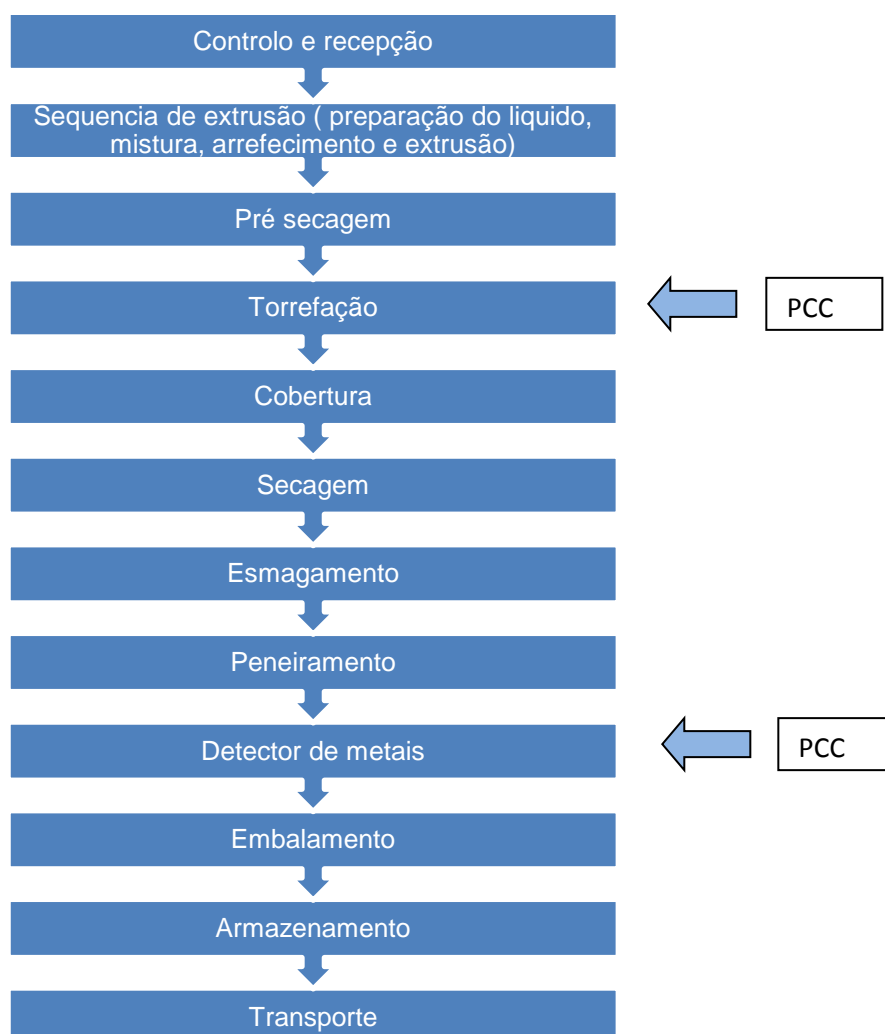 Controlo e recepção
Sequencia de extrusão ( preparação do liquido,
mistura, arrefecimento e extrusão)
Pré secagem
Torrefação
PCC
Cobertura
Secagem
Esmagamento
Peneiramento
Detector de metais
PCC
Embalamento
Armazenamento
Transporte